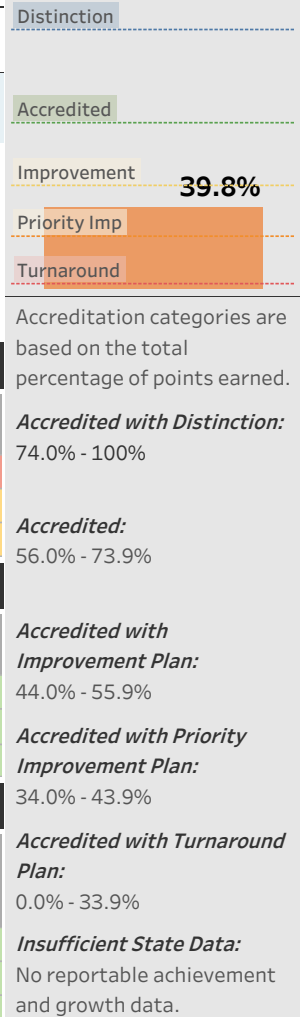 Distinction
Accredited
Improvement
39.8%
Priority Imp
Turnaround
Accreditation categories are
based on the total
percentage of points earned.
Accredited with Distinction:
74.0% - 100%
Accredited:
56.0% - 73.9%
Accredited with
Improvement Plan:
44.0% - 55.9%
Accredited with Priority
Improvement Plan:
34.0% - 43.9%
Accredited with Turnaround
Plan:
0.0% - 33.9%
Insufficient State Data:
No reportable achievement
and growth data.